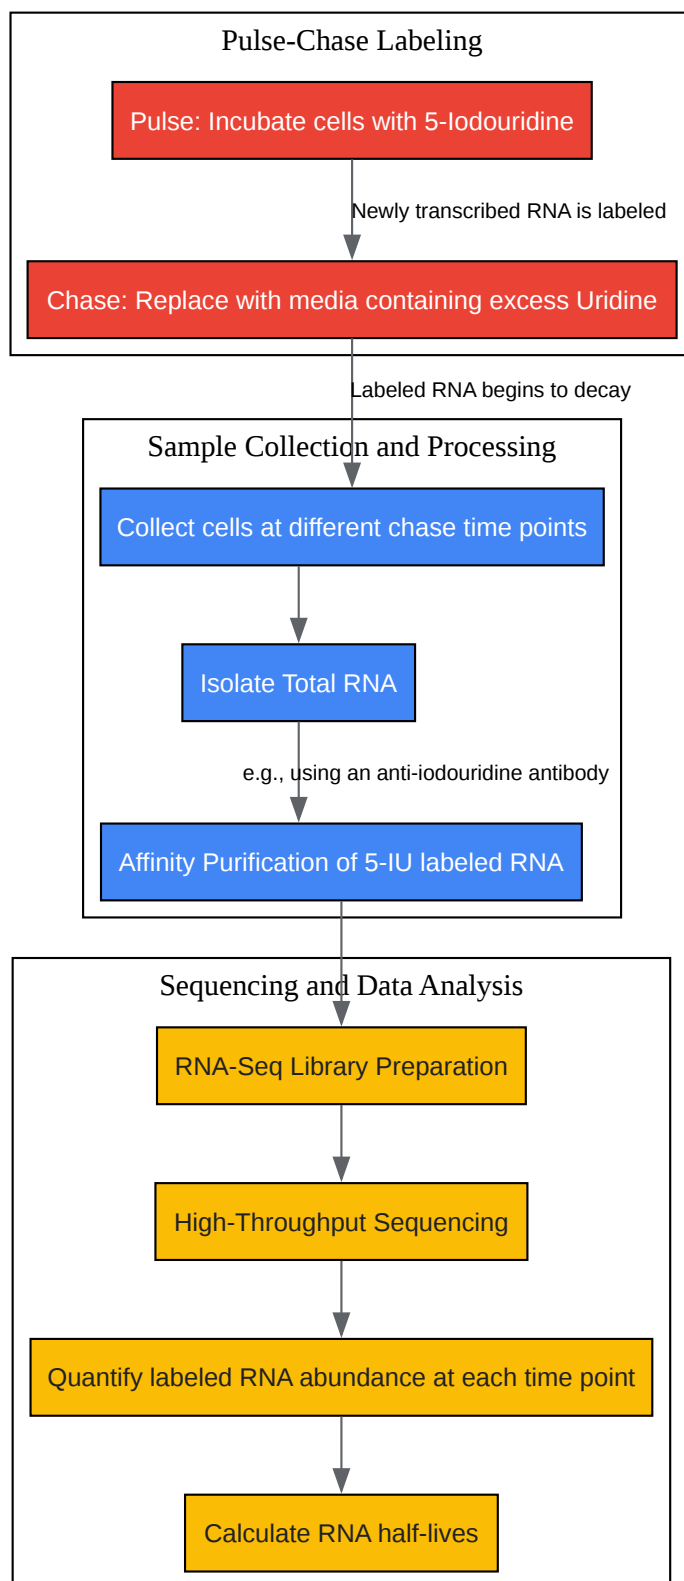 Pulse-Chase Labeling
Pulse: Incubate cells with 5-Iodouridine
Newly transcribed RNA is labeled
Chase: Replace with media containing excess Uridine
Labeled RNA begins to decay
Sample Collection and Processing
Collect cells at different chase time points
Isolate Total RNA
e.g., using an anti-iodouridine antibody
Affinity Purification of 5-IU labeled RNA
Sequencing and Data Analysis
RNA-Seq Library Preparation
High-Throughput Sequencing
Quantify labeled RNA abundance at each time point
Calculate RNA half-lives